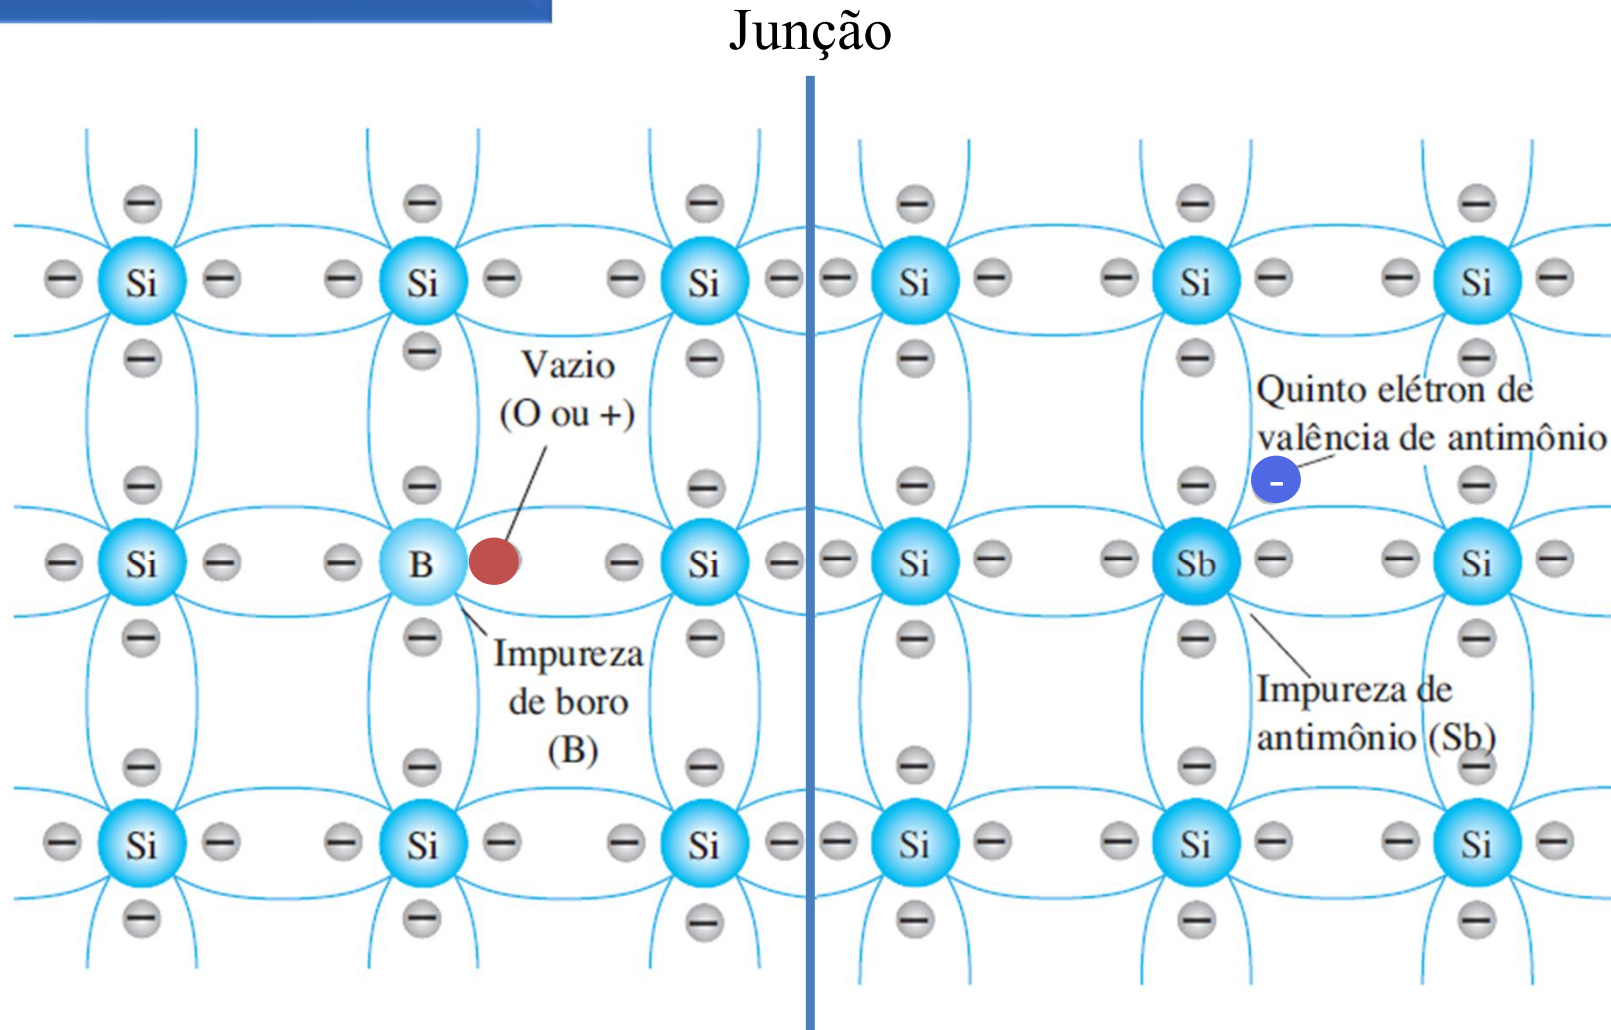 Junção
Si Si Si Si Si Si
Vazio
(O ou +)
Quinto elétron de
valência de antimônio
Si B Si Si Sb Si
Impureza
de boro
(B)
Impureza de
antimônio (Sb)
Si Si Si Si Si Si